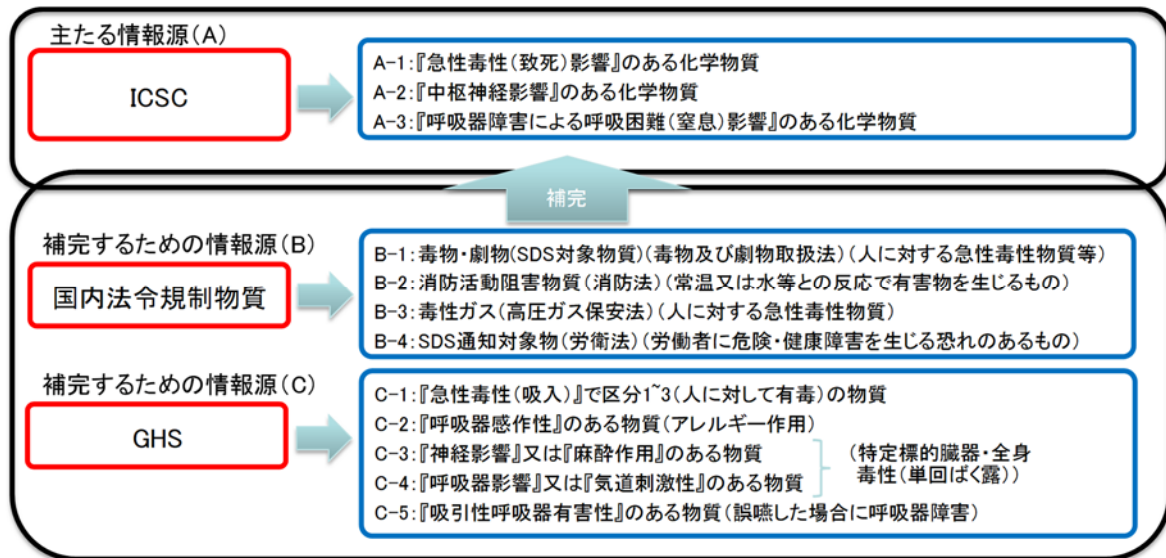 主たる情報源(A)
ICSC
A-1:『急性毒性(致死)影響』のある化学物質
A-2:『中枢神経影響』のある化学物質
A-3:『呼吸器障害による呼吸困難(窒息)影響』のある化学物質
補完
補完するための情報源(B)
国内法令規制物質
B-1:毒物・劇物(SDS対象物質)(毒物及び劇物取扱法)(人に対する急性毒性物質等)
B-2:消防活動阻害物質(消防法)(常温又は水等との反応で有害物を生じるもの)
B-3:毒性ガス(高圧ガス保安法)(人に対する急性毒性物質)
B-4:SDS通知対象物(労衛法)(労働者に危険・健康障害を生じる恐れのあるもの)
補完するための情報源(C)
GHS
C-1:『急性毒性(吸入)』で区分1~3(人に対して有毒)の物質
C-2:『呼吸器感作性』のある物質(アレルギー作用)
C-3:『神経影響』又は『麻酔作用』のある物質
C-4:『呼吸器影響』又は『気道刺激性』のある物質
(特定標的臓器・全身
毒性(単回ばく露))
C-5:『吸引性呼吸器有害性』のある物質(誤嚥した場合に呼吸器障害)